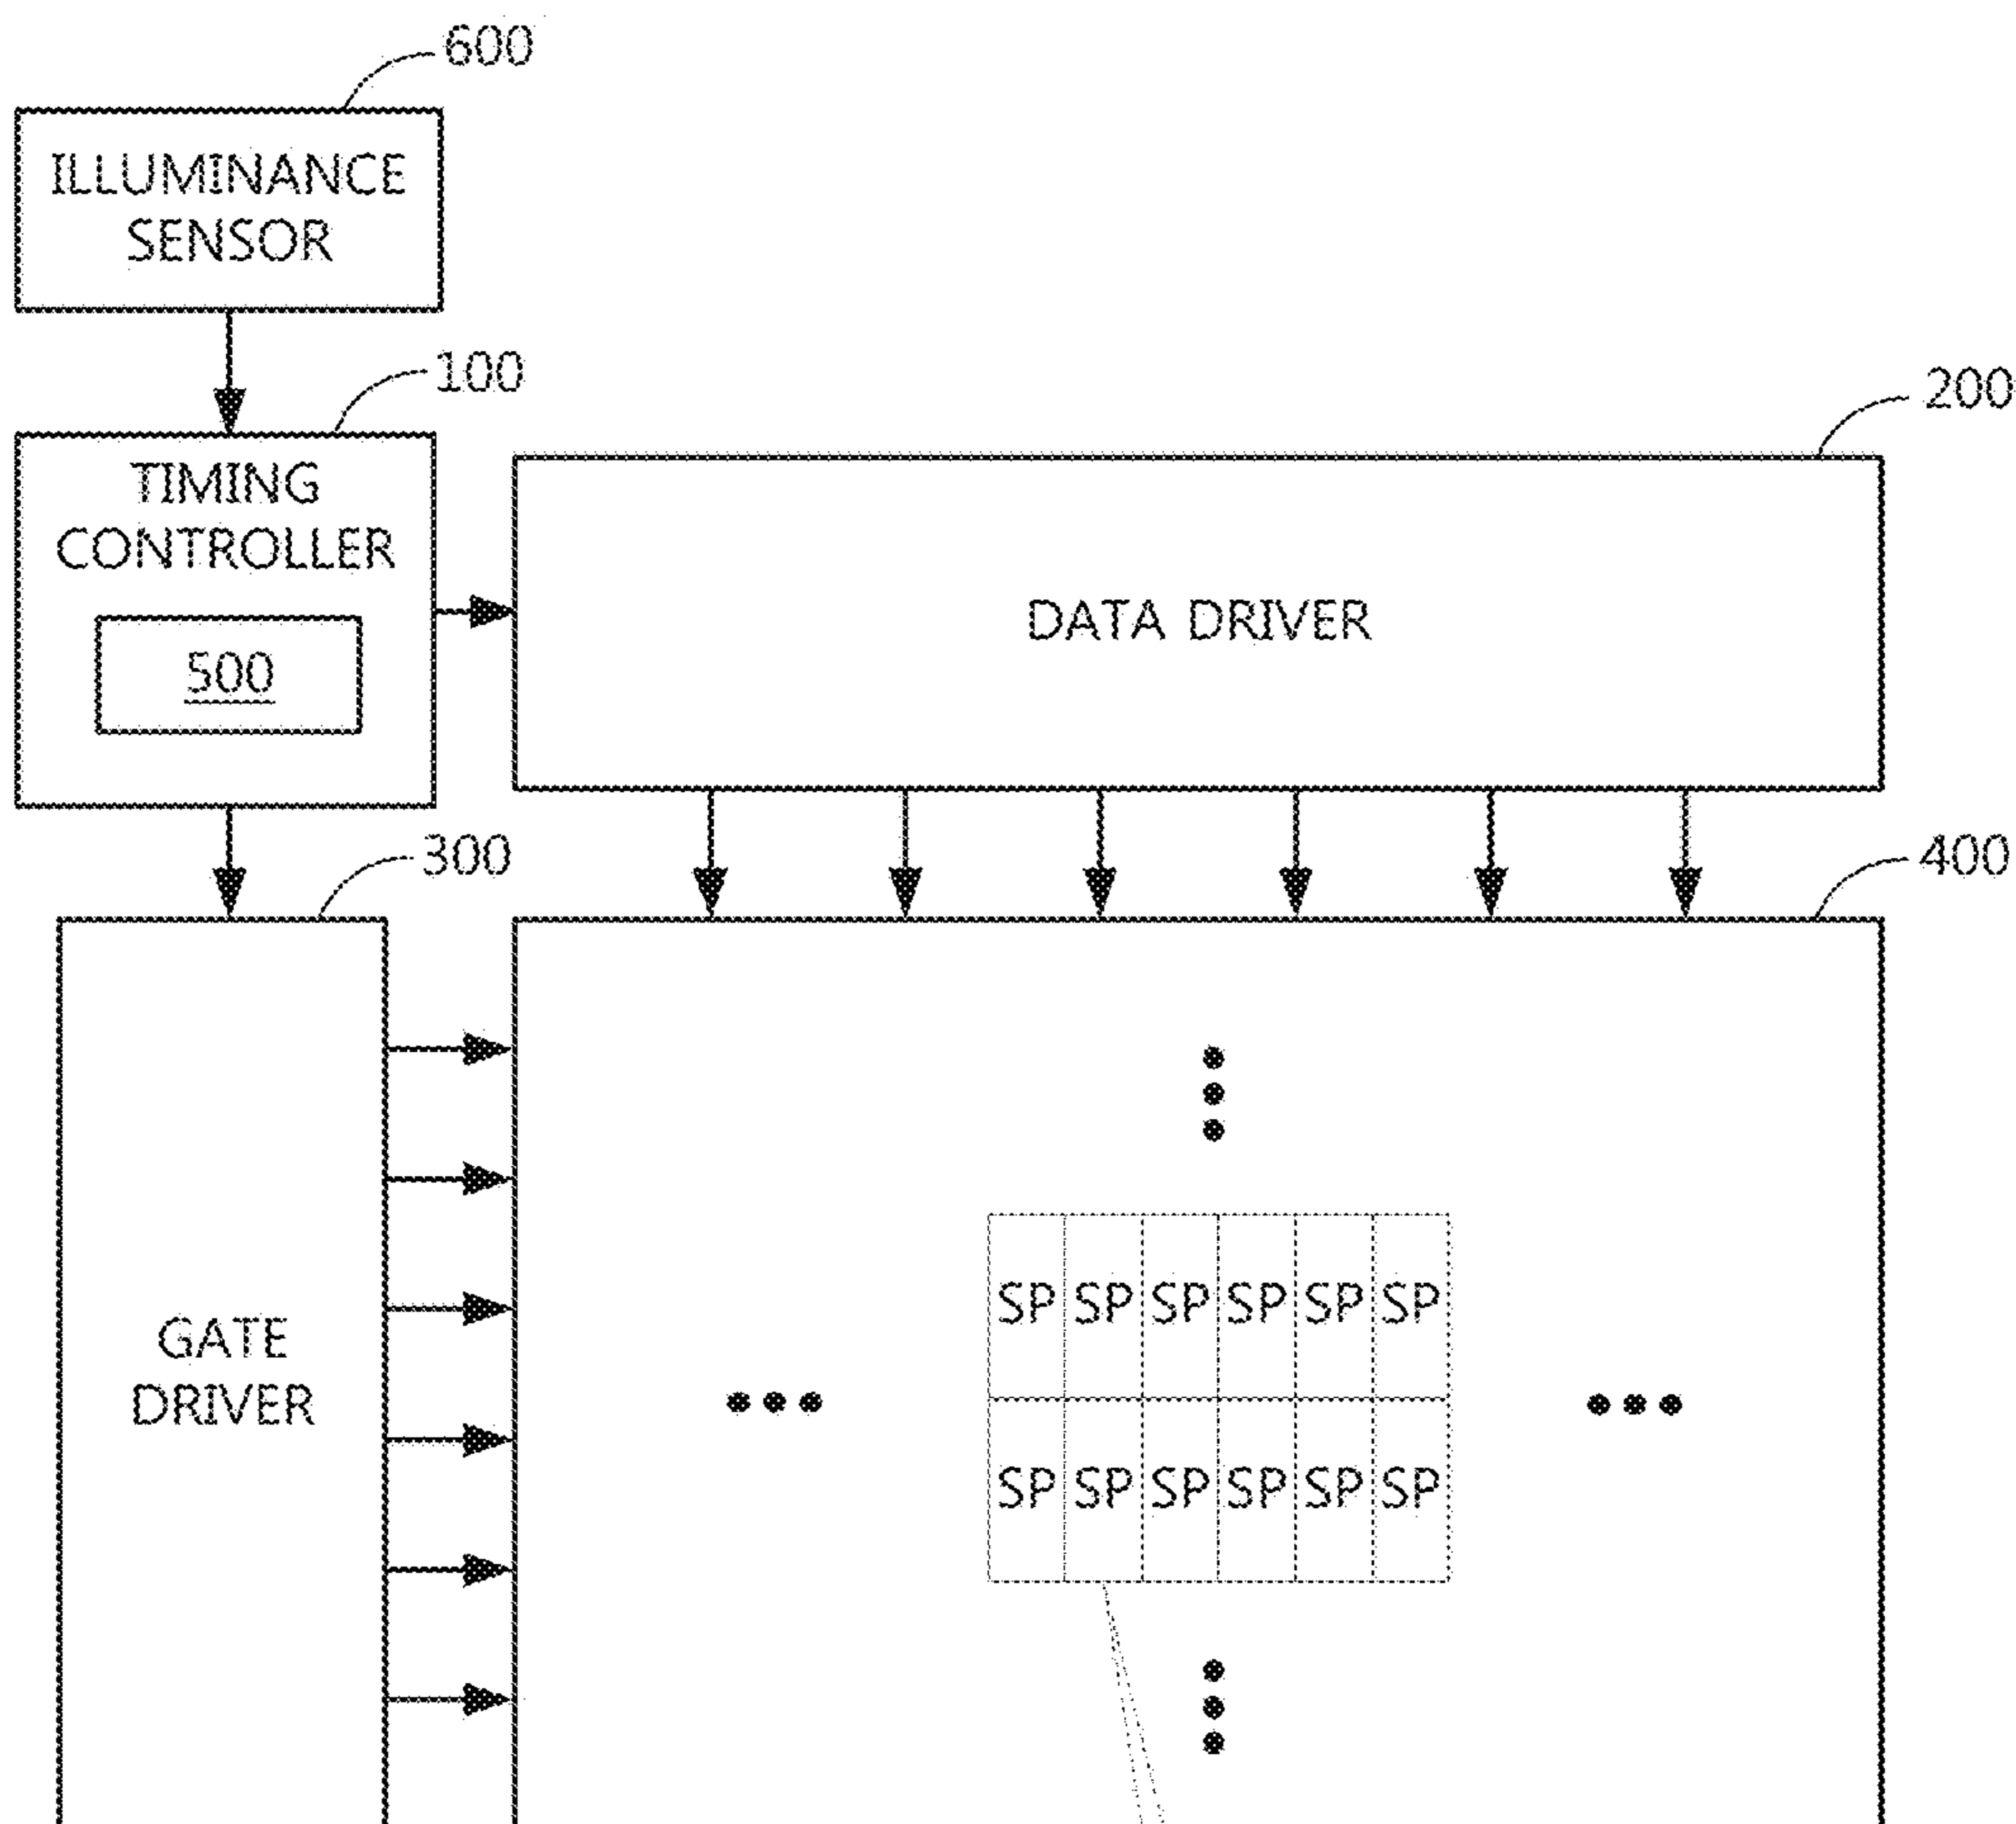 600
ILLUMINANCE
SENSOR
100
200
TIMING
CONTROLLER
500
DATA DRIVER
300
400
GATE
DRIVER
SP SP SP SP SP SP
SP SP SP SP SP SP